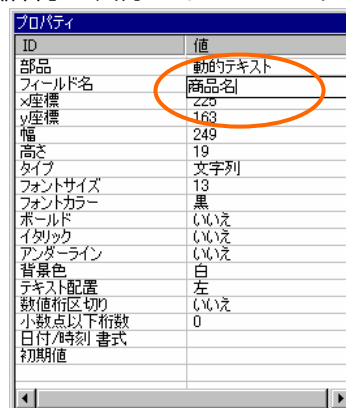 プロパティ
ID 値
部品 動的テキスト
フィールド名 商品名
x座標 225
y座標 163
幅 249
高さ 19
タイプ 文字列
フォントサイズ 13
フォントカラー 黒
ボールド いいえ
イタリック いいえ
アンダーライン いいえ
背景色 白
テキスト配置 左
数値桁区切り いいえ
小数点以下桁数 0
日付/時刻 書式
初期値